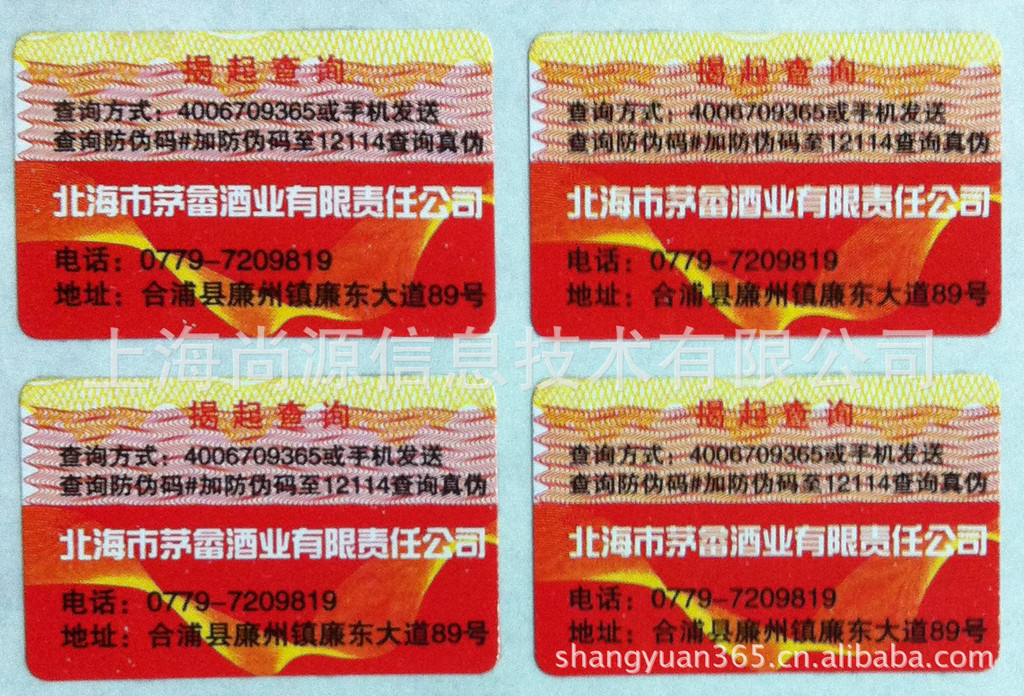 揭起查询
查询方式：4006709365或手机发送
查询防伪码#加防伪码至12114查询真伪
北海市茅畲酒业有限责任公司
电话：0779-7209819
地址：合浦县廉州镇廉东大道89号
揭起查询
查询方式：4006709365或手机发送
查询防伪码#加防伪码至12114查询真伪
北海市茅畲酒业有限责任公司
电话：0779-7209819
地址：合浦县廉州镇廉东大道89号
上海尚源信息技术有限公司
揭起查询
查询方式：4006709365或手机发送
查询防伪码#加防伪码至12114查询真伪
北海市茅畲酒业有限责任公司
电话：0779-7209819
地址：合浦县廉州镇廉东大道89号
揭起查询
查询方式：4006709365或手机发送
查询防伪码#加防伪码至12114查询真伪
北海市茅畲酒业有限责任公司
电话：0779-7209819
地址：合浦县廉州镇廉东大道89号
shangyuan365.cn.alibaba.com